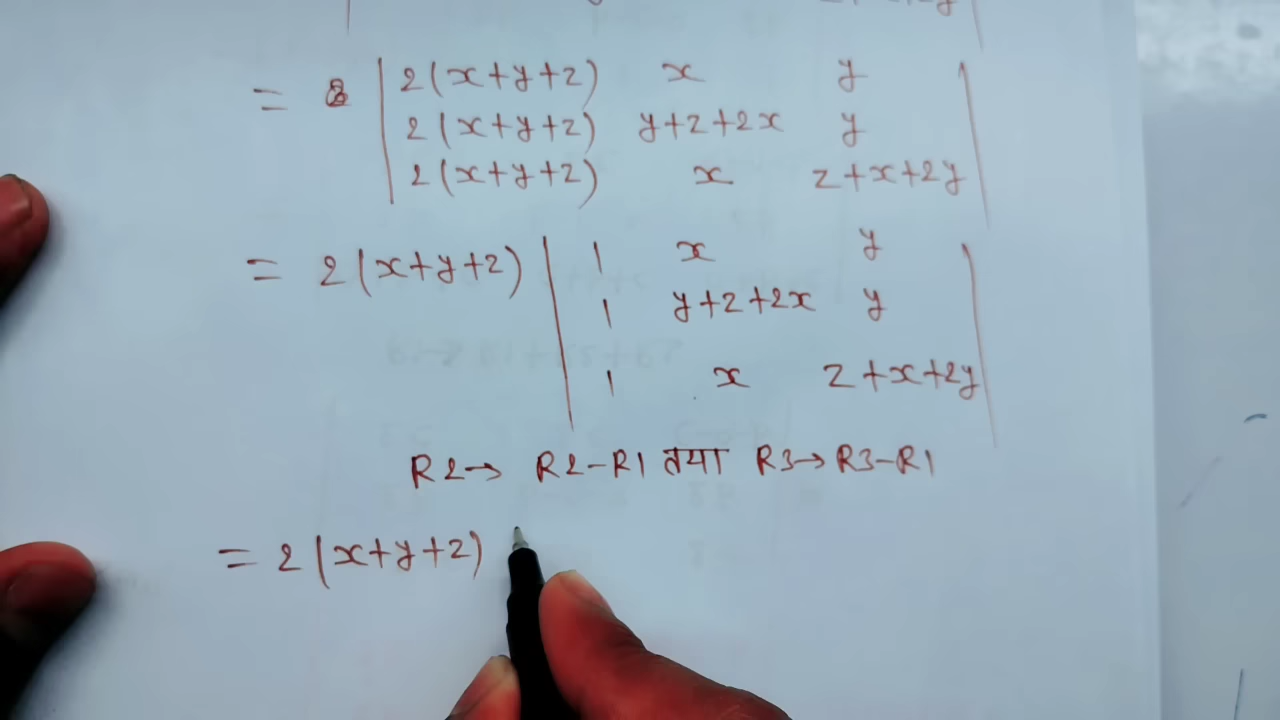 = | 2(x+y+z) x y |
| 2(x+y+z) y+z+2x y |
| 2(x+y+z) x z+x+2y |
= 2(x+y+z) | 1 x y |
| 1 y+z+2x y |
| 1 x z+x+2y |
R2→ R2-R1 तथा R3→R3-R1
= 2(x+y+z)